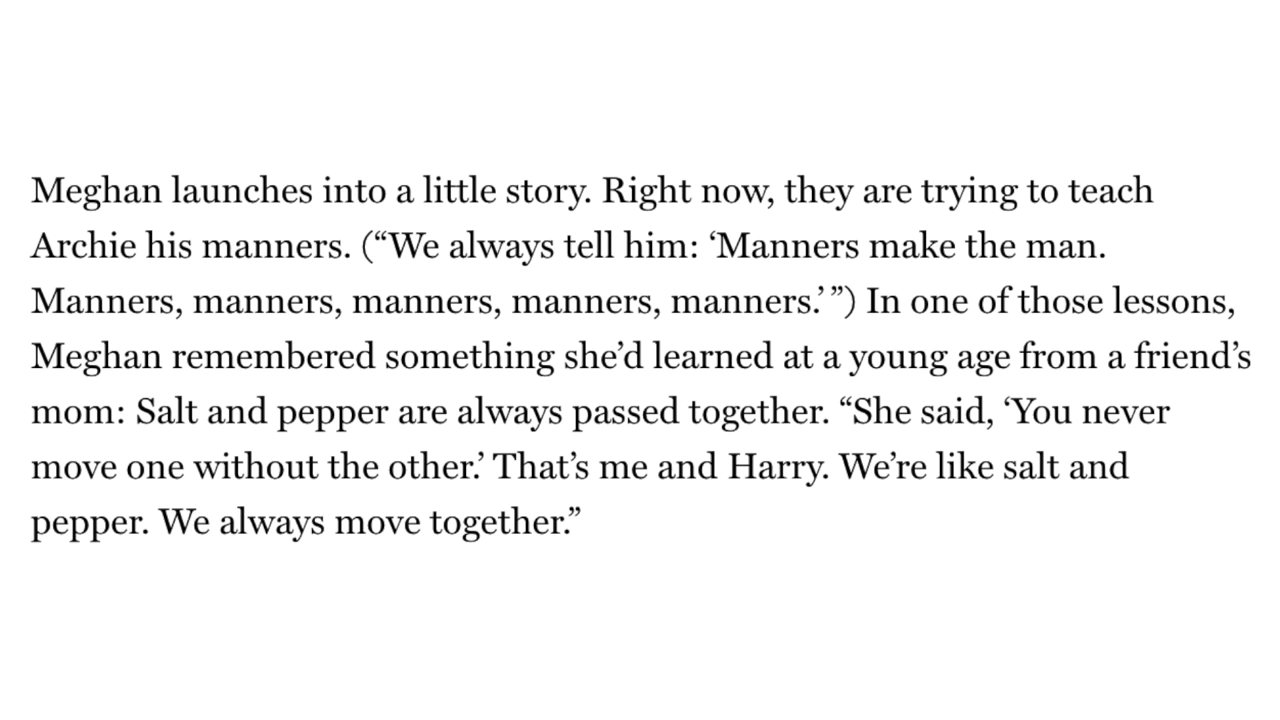 Meghan launches into a little story. Right now, they are trying to teach
Archie his manners. (“We always tell him: ‘Manners make the man.
Manners, manners, manners, manners, manners.’ ”) In one of those lessons,
Meghan remembered something she’d learned at a young age from a friend’s
mom: Salt and pepper are always passed together. “She said, ‘You never
move one without the other.’ That’s me and Harry. We’re like salt and
pepper. We always move together.”